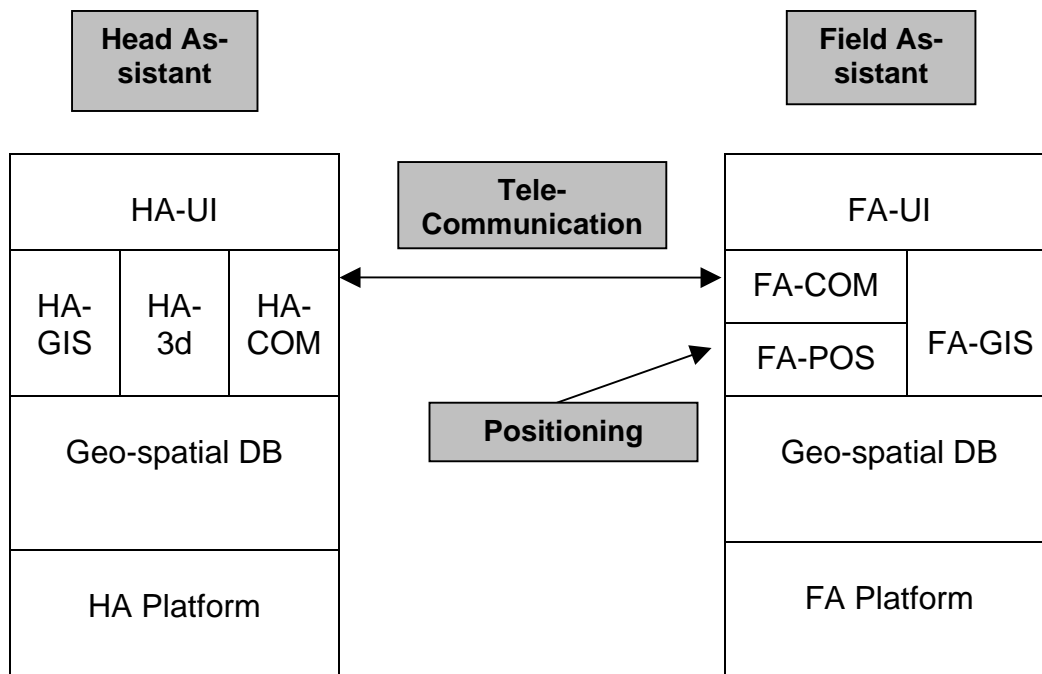 Head As-
sistant
Field As-
sistant
HA-UI
Tele-
Communication
FA-UI
HA-
GIS
HA-
3d
HA-
COM
FA-COM
FA-POS
FA-GIS
Positioning
Geo-spatial DB
Geo-spatial DB
HA Platform
FA Platform